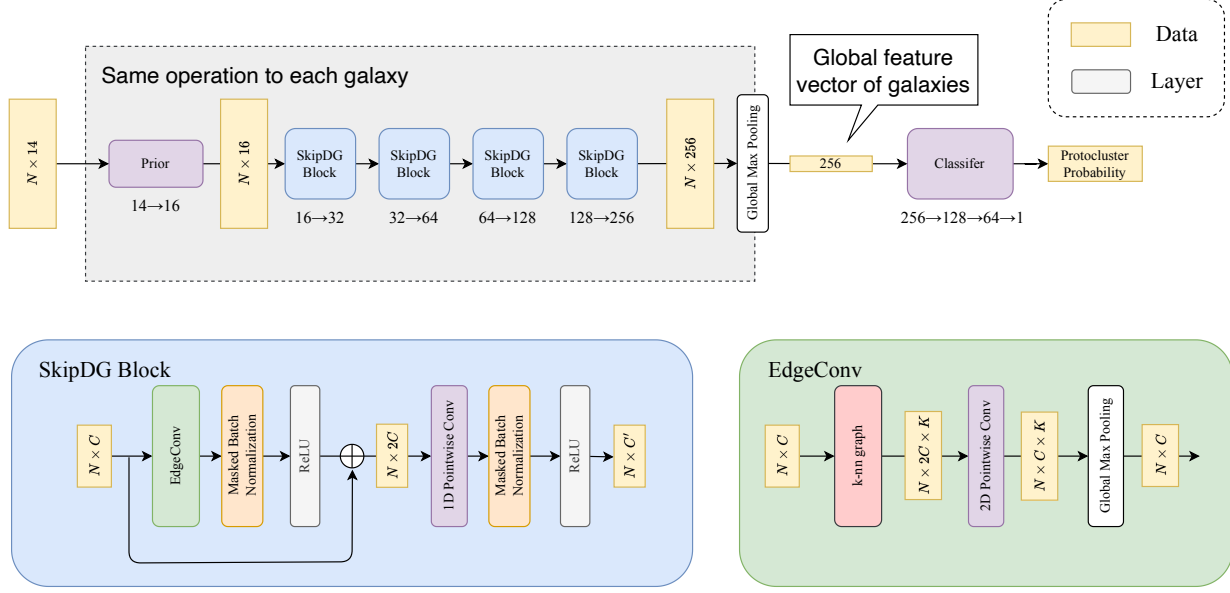 Same operation to each galaxy
N × 14
Prior
14→16
N × 16
SkipDG
Block
16→32
SkipDG
Block
32→64
SkipDG
Block
64→128
SkipDG
Block
128→256
N × 256
Global Max Pooling
Global feature
vector of galaxies
256
Classifer
256→128→64→1
Protocluster
Probability
Data
Layer
SkipDG Block
N × C
EdgeConv
Masked Batch
Normalization
ReLU
N × 2C
1D Pointwise Conv
Masked Batch
Normalization
ReLU
N × C′
EdgeConv
N × C
k-nn graph
N × 2C × K
2D Pointwise Conv
N × C × K
Global Max Pooling
N × C